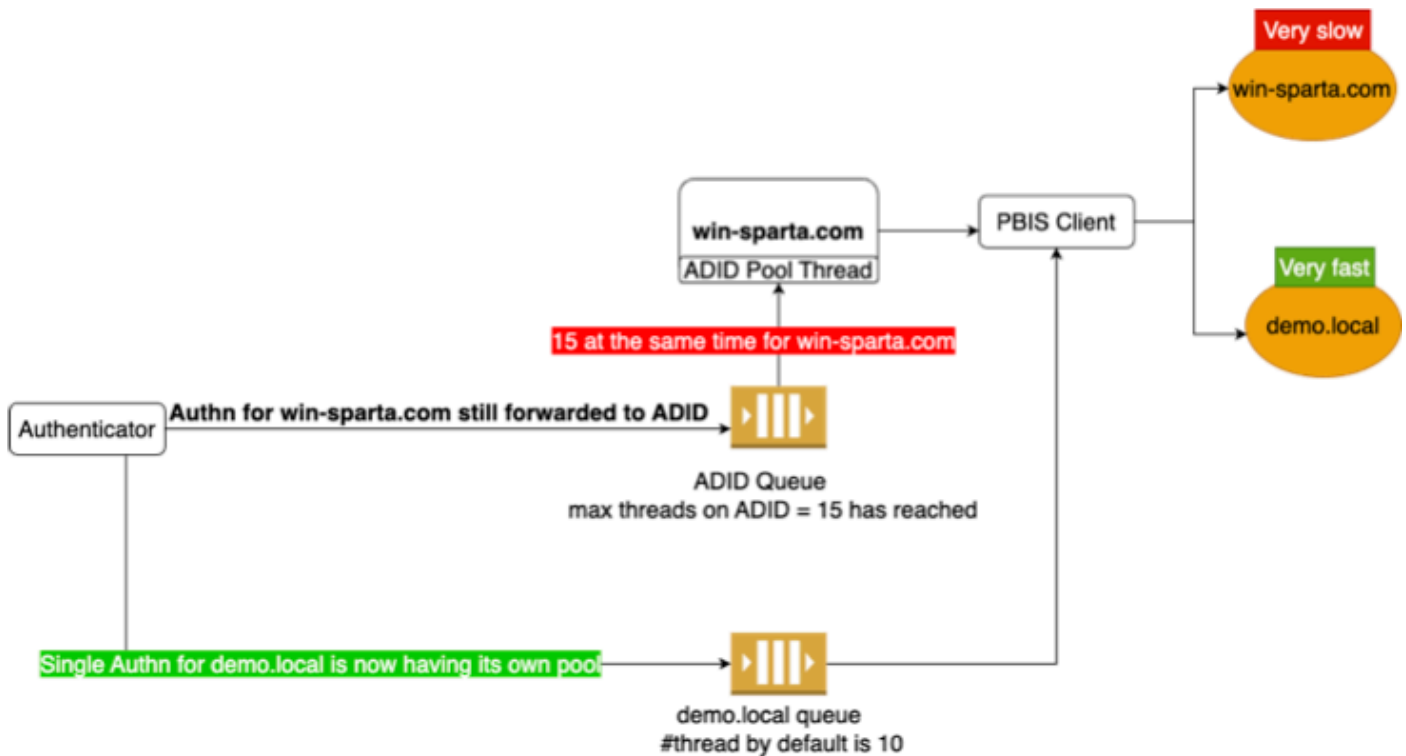 Very slow
win-sparta.com
win-sparta.com
ADID Pool Thread
PBIS Client
Very fast
demo.local
15 at the same time for win-sparta.com
Authenticator
Authn for win-sparta.com still forwarded to ADID
ADID Queue
max threads on ADID = 15 has reached
Single Authn for demo.local is now having its own pool
demo.local queue
#thread by default is 10